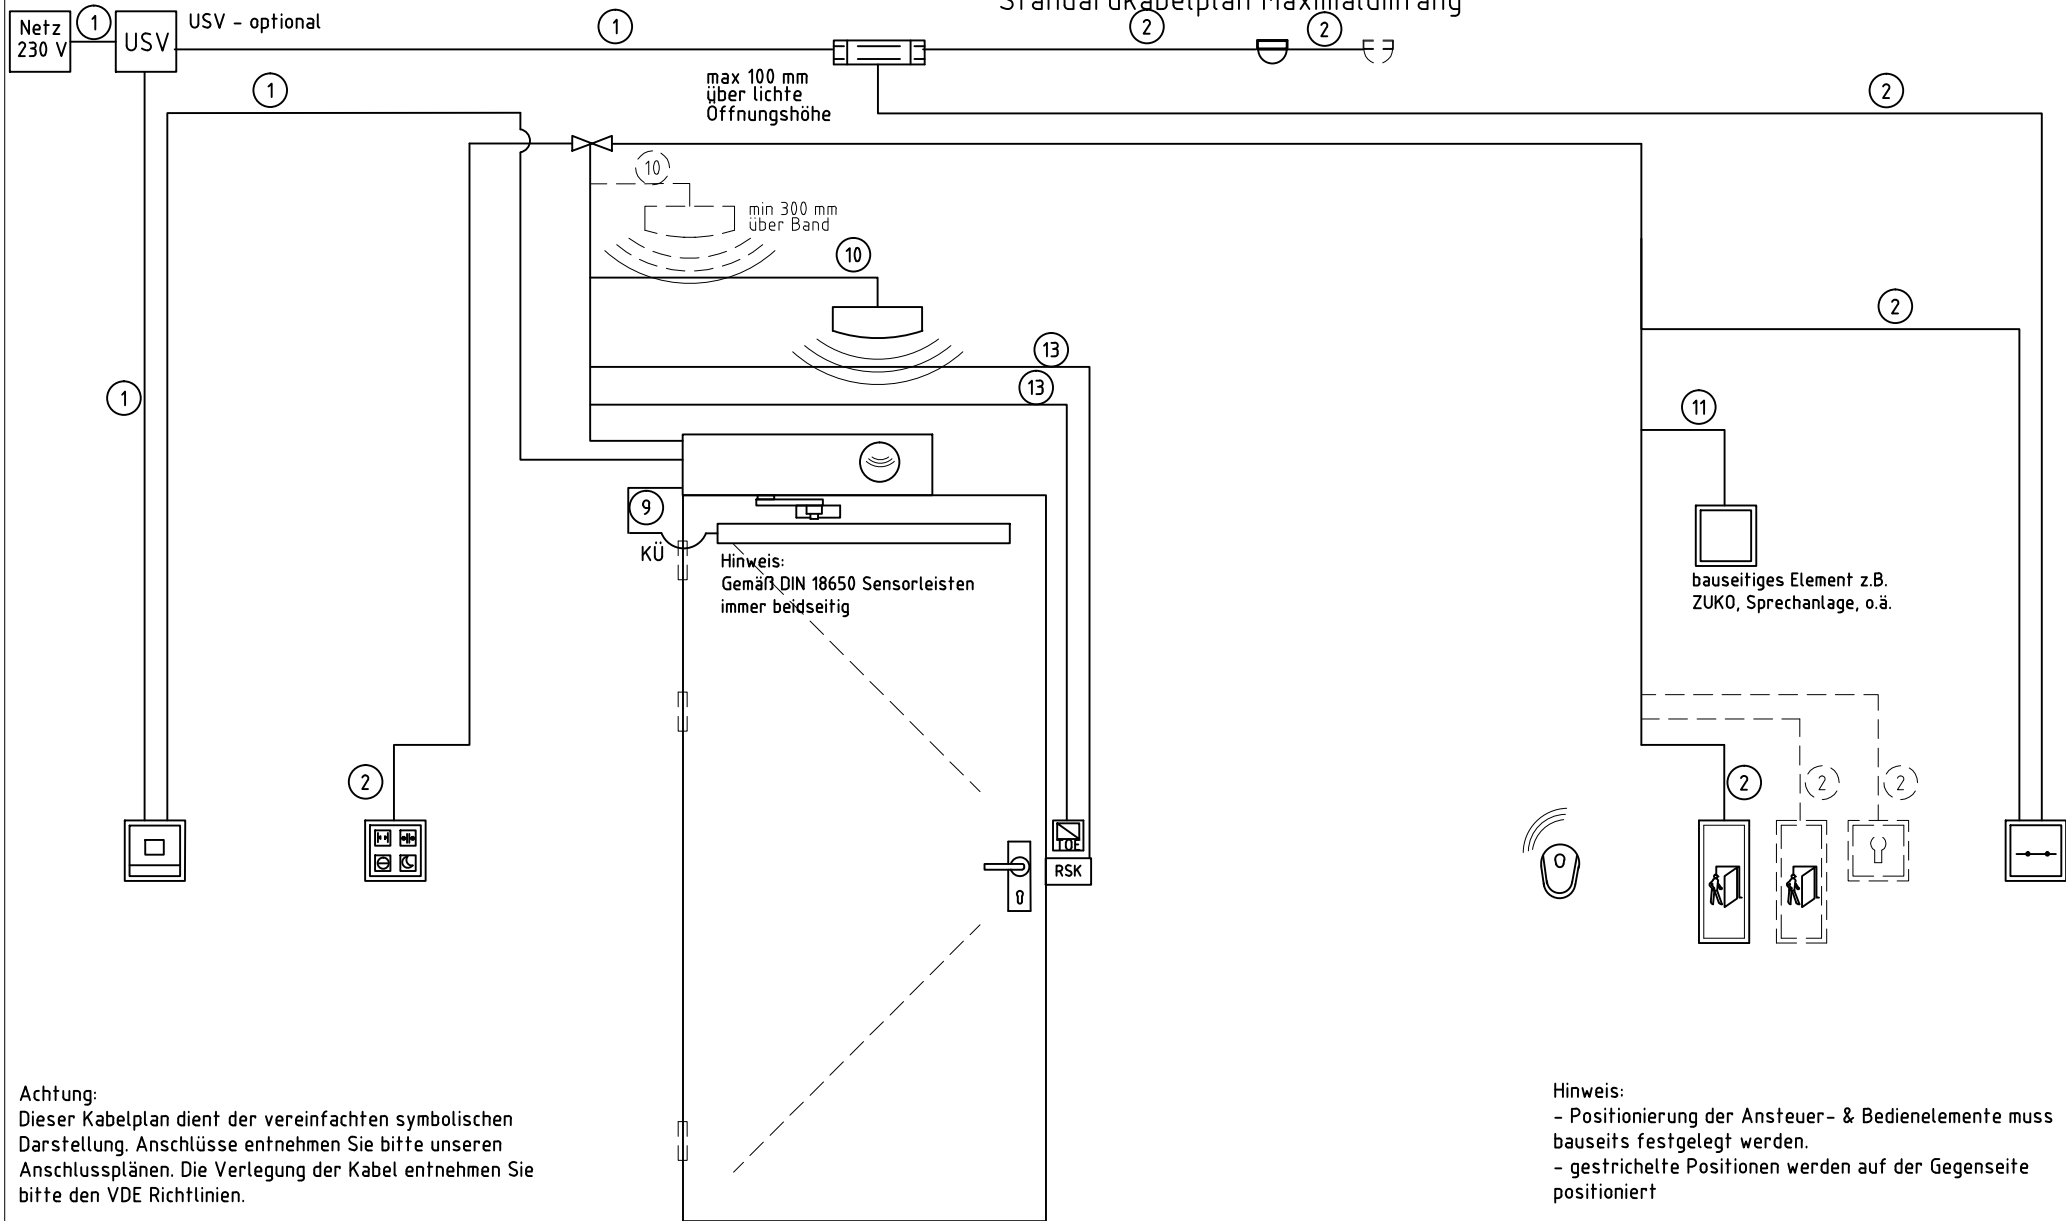 Standardkabelplan Maximalumfang
Netz
230 V
1
USV
USV - optional
1
2
2
max 100 mm
über lichte
Öffnungshöhe
1
2
10
min 300 mm
über Band
10
2
13
13
1
11
9
KÜ
Hinweis:
Gemäß DIN 18650 Sensorleisten
immer beidseitig
bauseitiges Element z.B.
ZUKO, Sprechanlage, o.ä.
2
2
2
2
TOE
RSK
Achtung:
Dieser Kabelplan dient der vereinfachten symbolischen
Darstellung. Anschlüsse entnehmen Sie bitte unseren
Anschlussplänen. Die Verlegung der Kabel entnehmen Sie
bitte den VDE Richtlinien.
Hinweis:
- Positionierung der Ansteuer- & Bedienelemente muss
bauseits festgelegt werden.
- gestrichelte Positionen werden auf der Gegenseite
positioniert